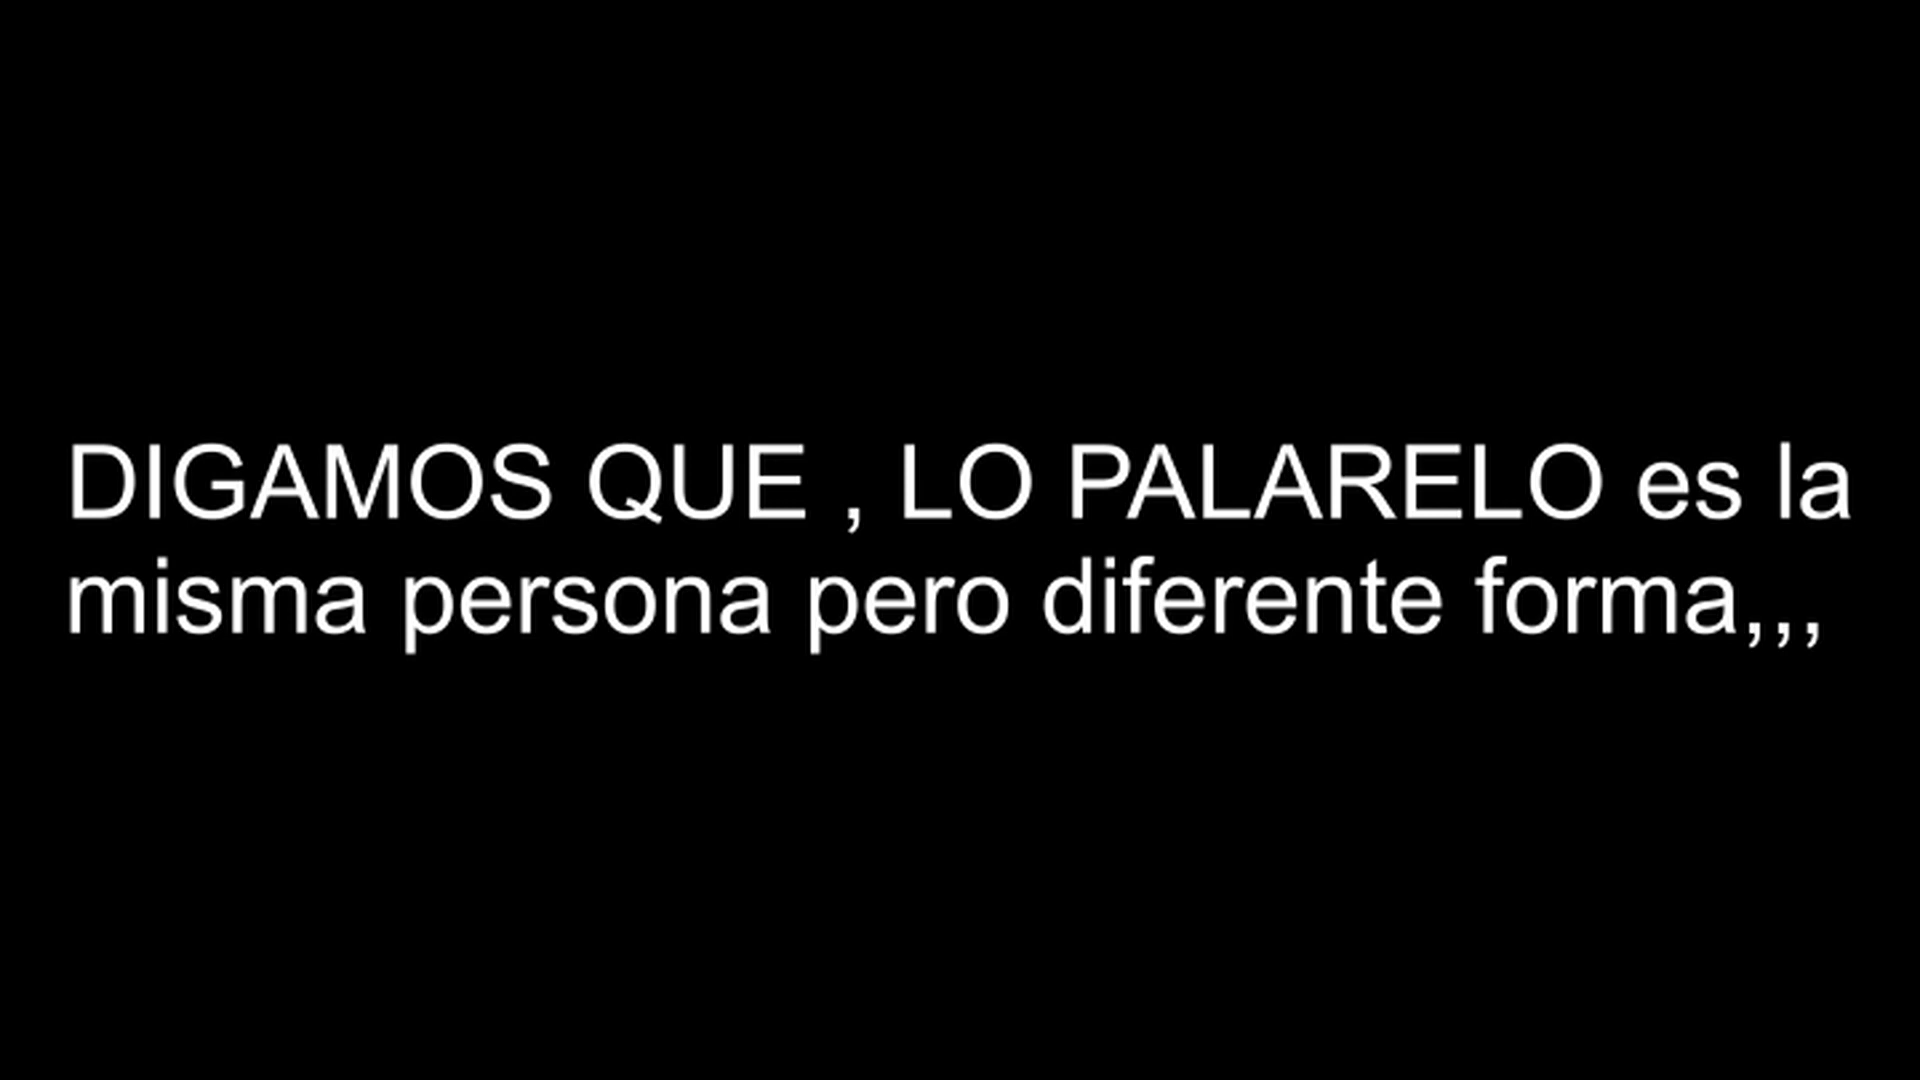 DIGAMOS QUE , LO PALARELO es la
misma persona pero diferente forma,,,